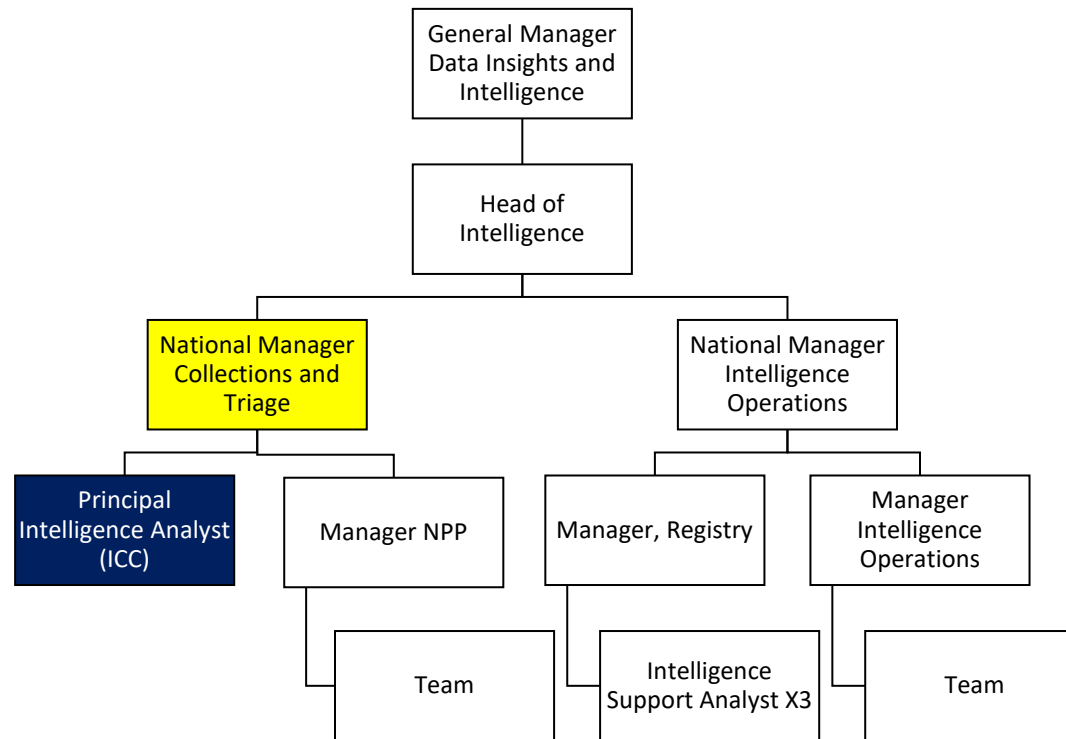 General Manager
Data Insights and
Intelligence
Head of
Intelligence
National Manager
Collections and
Triage
National Manager
Intelligence
Operations
Principal
Intelligence Analyst
(ICC)
Manager NPP
Manager, Registry
Manager
Intelligence
Operations
Team
Intelligence
Support Analyst X3
Team